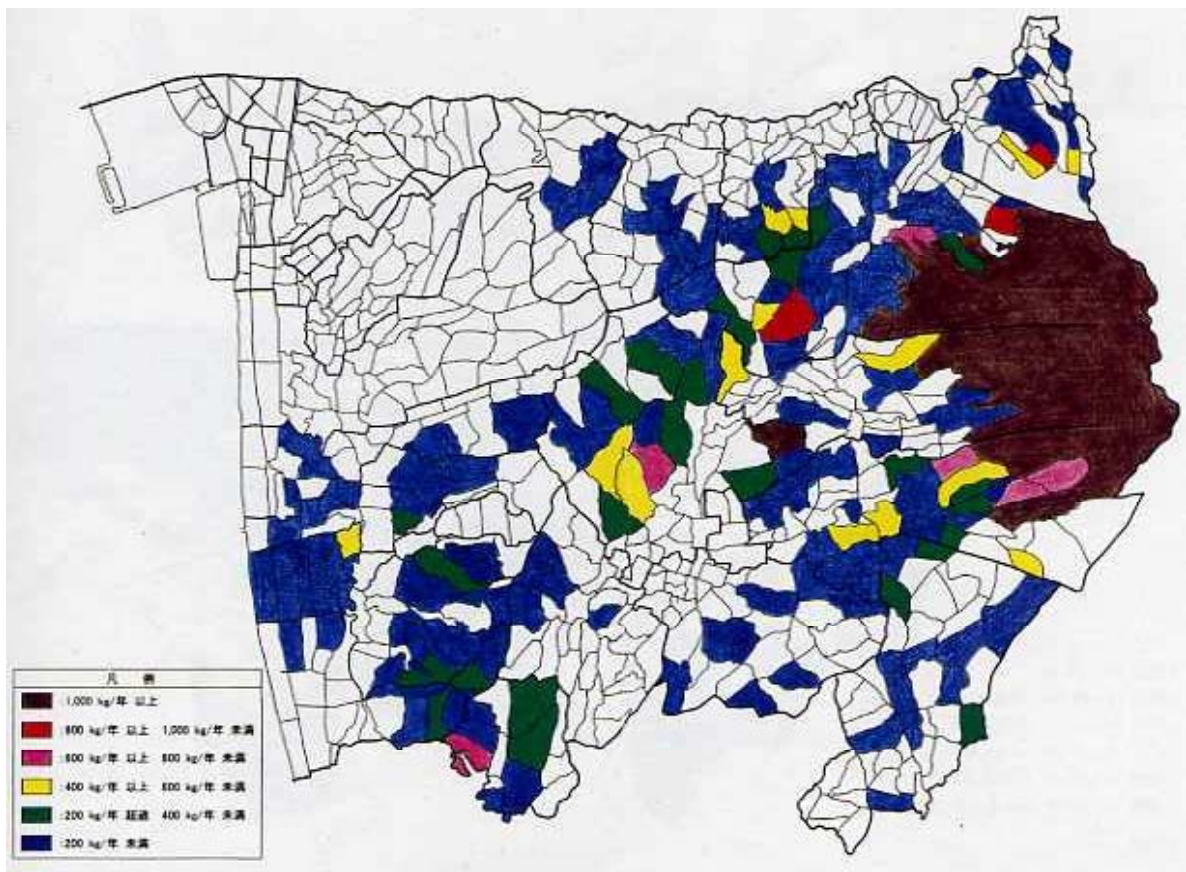 凡 例
:1,000 kg/年 以上
:800 kg/年 以上 1,000 kg/年 未満
:600 kg/年 以上 800 kg/年 未満
:400 kg/年 以上 600 kg/年 未満
:200 kg/年 超過 400 kg/年 未満
:200 kg/年 未満